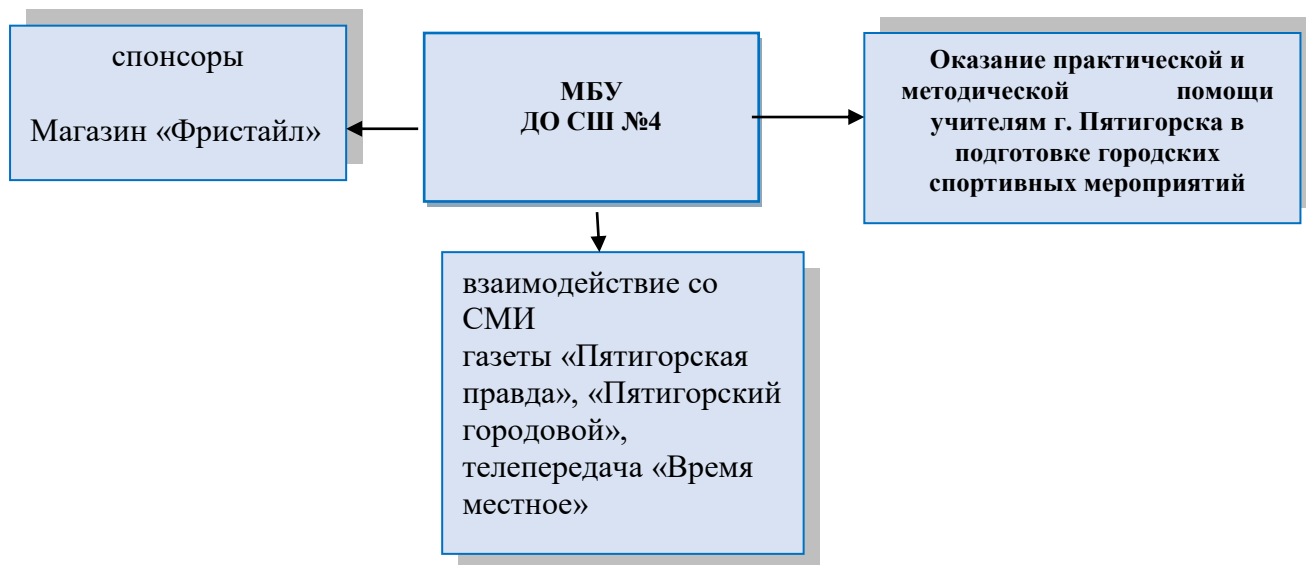 спонсоры
Магазин «Фристайл»
МБУ
ДО СШ №4
Оказание практической и
методической помощи
учителям г. Пятигорска в
подготовке городских
спортивных мероприятий
взаимодействие со
СМИ
газеты «Пятигорская
правда», «Пятигорский
городовой»,
телепередача «Время
местное»